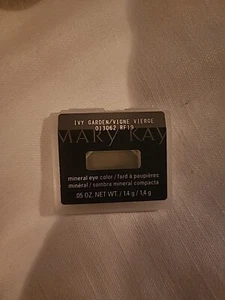 IVY GARDEN/VIGNE VIERGE
013062 RF19
MARY KAY
mineral eye color / fard à paupières
minéral / sombra mineral compacta
.05 OZ. NET WT. / 1,4 g / 1,4 g